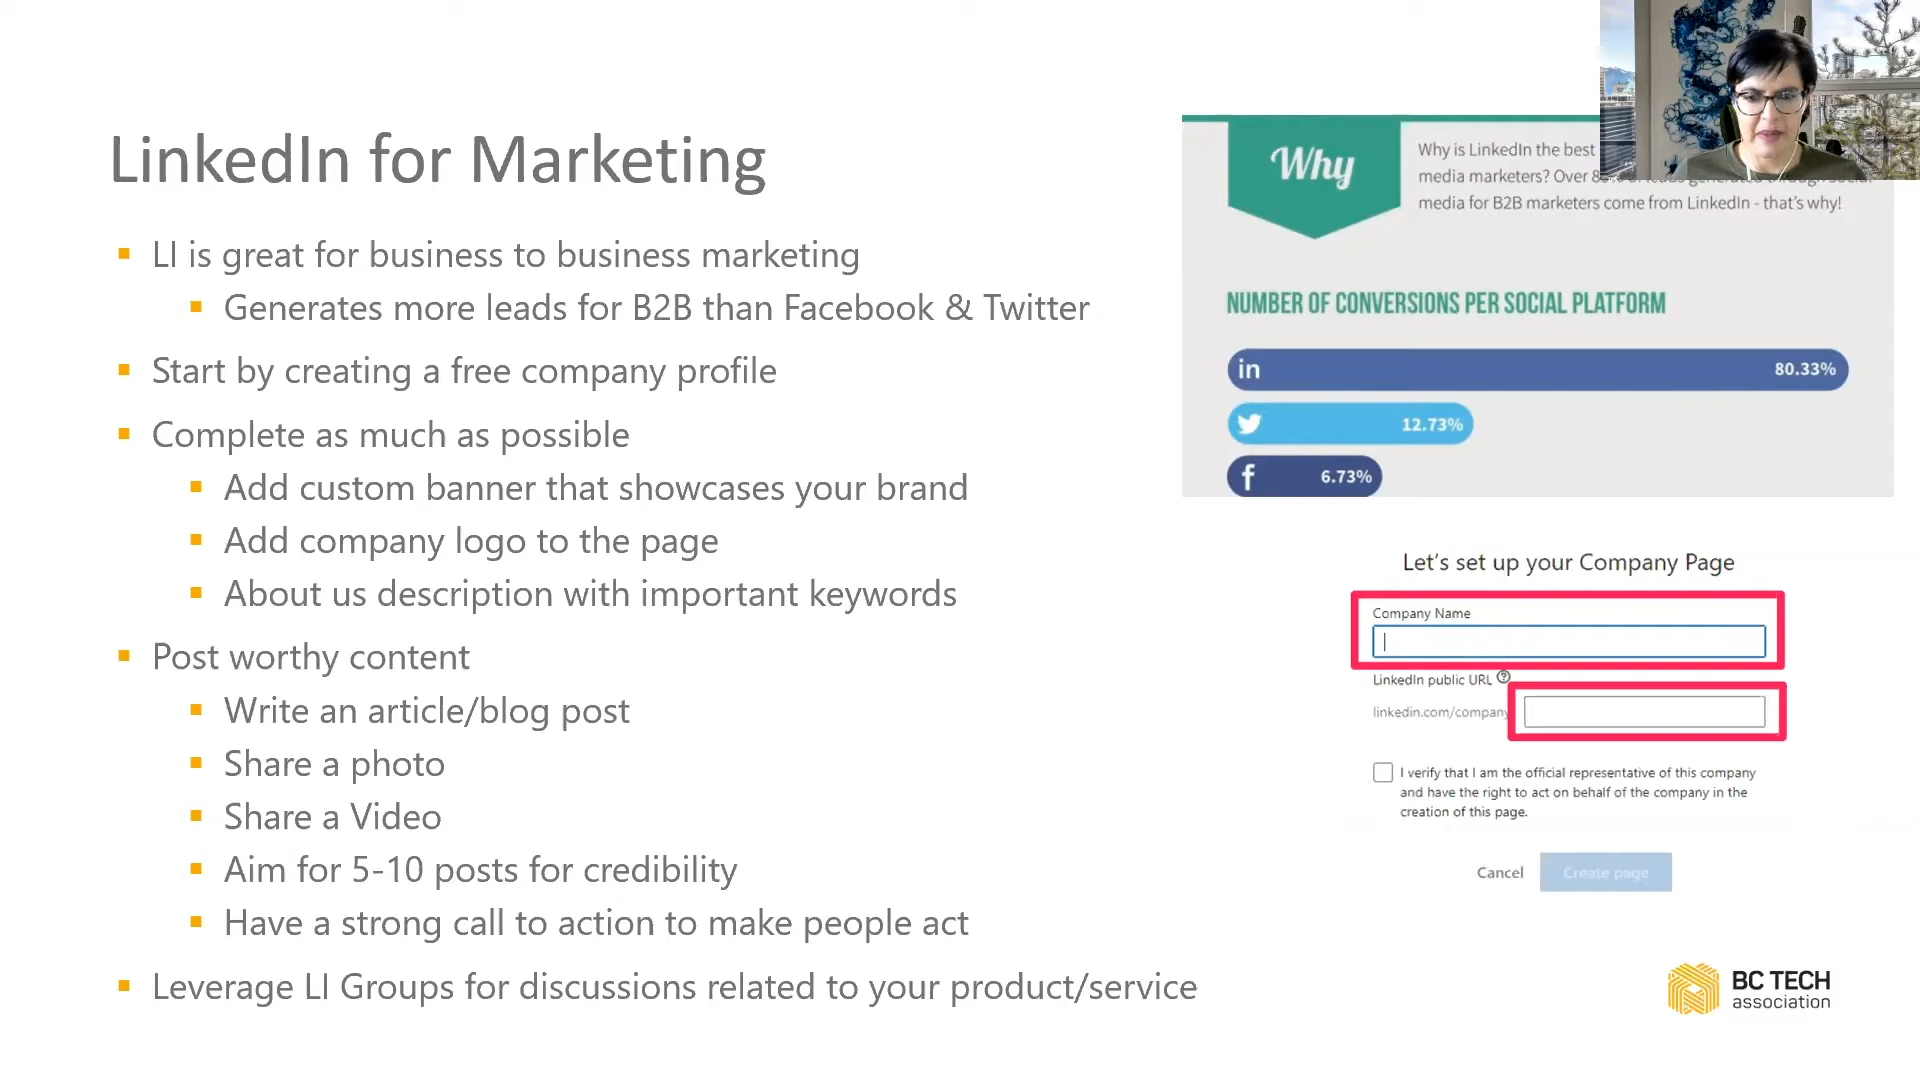 LinkedIn for Marketing
LI is great for business to business marketing
Generates more leads for B2B than Facebook & Twitter
Start by creating a free company profile
Complete as much as possible
Add custom banner that showcases your brand
Add company logo to the page
About us description with important keywords
Post worthy content
Write an article/blog post
Share a photo
Share a Video
Aim for 5-10 posts for credibility
Have a strong call to action to make people act
Leverage LI Groups for discussions related to your product/service
Why
Why is LinkedIn the best
media marketers? Over
media for B2B marketers come from LinkedIn - that's why!
NUMBER OF CONVERSIONS PER SOCIAL PLATFORM
in 80.33%
12.73%
f 6.73%
Let's set up your Company Page
Company Name
LinkedIn public URL
linkedin.com/company
I verify that I am the official representative of this company
and have the right to act on behalf of the company in the
creation of this page.
Cancel Create page
BC TECH
association